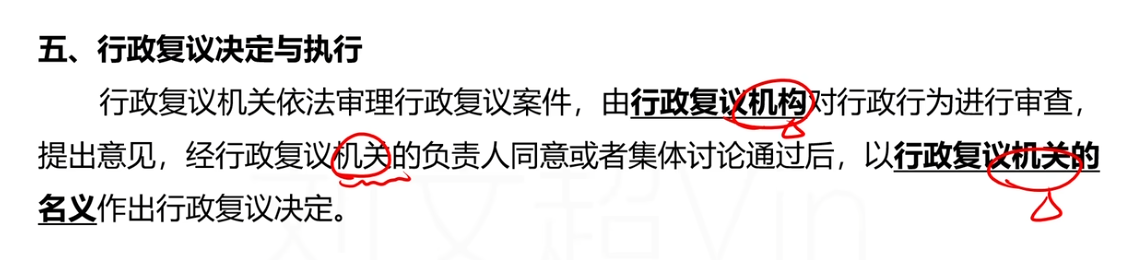 五、行政复议决定与执行
行政复议机关依法审理行政复议案件，由行政复议机构对行政行为进行审查，
提出意见，经行政复议机关的负责人同意或者集体讨论通过后，以行政复议机关的
名义作出行政复议决定。